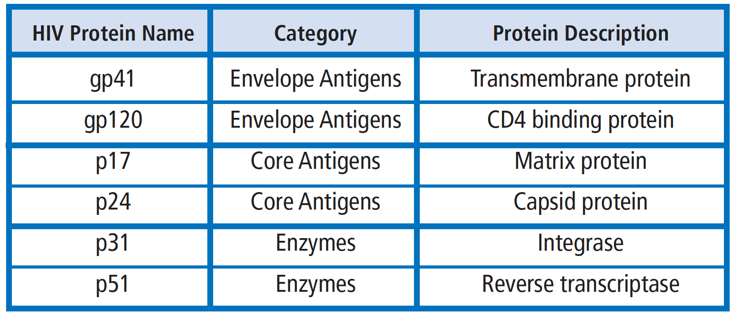 HIV Protein Name Category Protein Description
gp41 Envelope Antigens Transmembrane protein
gp120 Envelope Antigens CD4 binding protein
p17 Core Antigens Matrix protein
p24 Core Antigens Capsid protein
p31 Enzymes Integrase
p51 Enzymes Reverse transcriptase